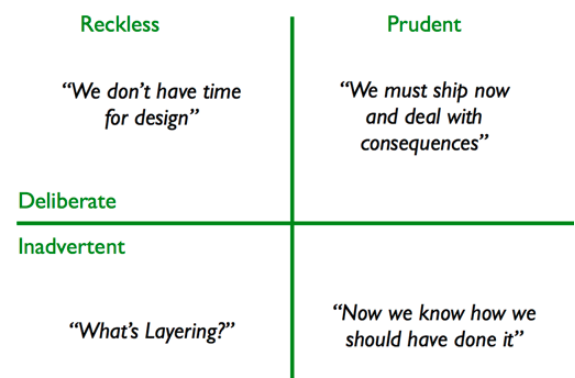 Reckless
Prudent
“We don’t have time
for design”
“We must ship now
and deal with
consequences”
Deliberate
Inadvertent
“What’s Layering?”
“Now we know how we
should have done it”